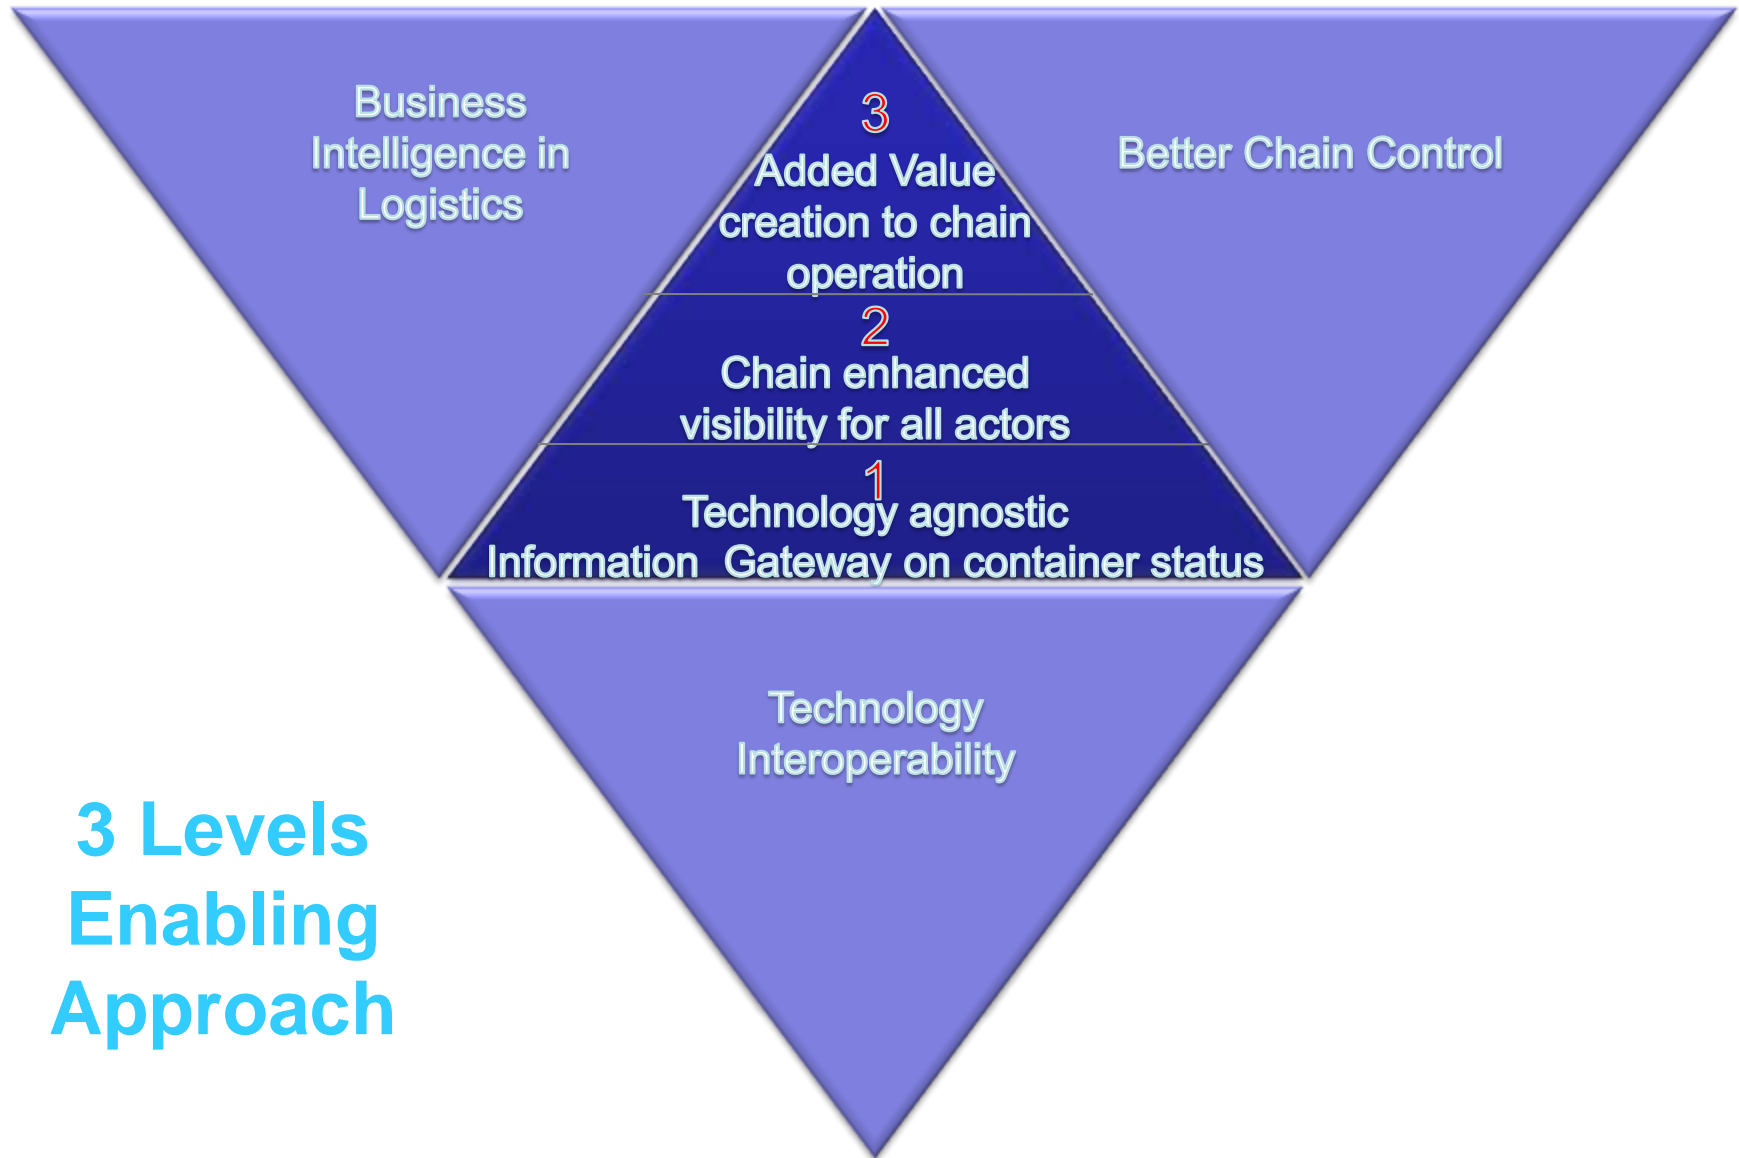 Business
Intelligence in
Logistics
3
Added Value
creation to chain
operation
Better Chain Control
2
Chain enhanced
visibility for all actors
1
Technology agnostic
Information  Gateway on container status
Technology
Interoperability
3 Levels
Enabling
Approach